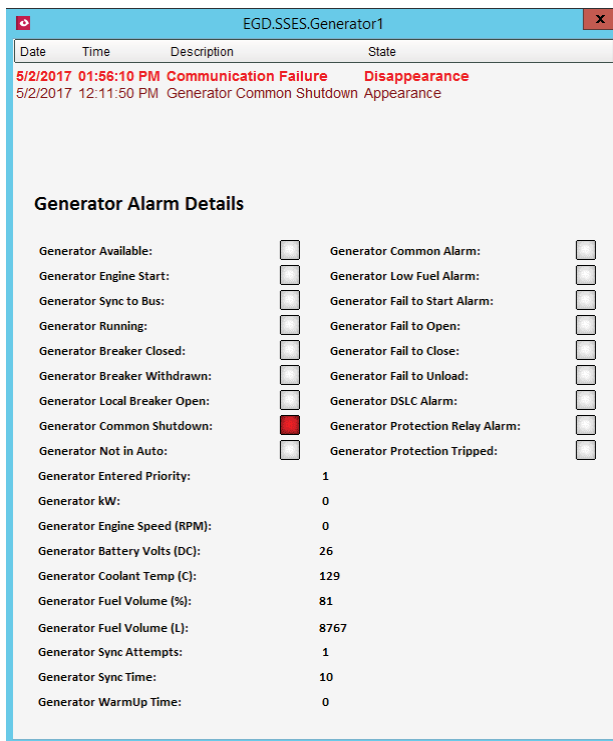 EGD.SSES.Generator1
x
Date Time Description State
5/2/2017 01:56:10 PM Communication Failure Disappearance
5/2/2017 12:11:50 PM Generator Common Shutdown Appearance
Generator Alarm Details
Generator Available: Generator Common Alarm:
Generator Engine Start: Generator Low Fuel Alarm:
Generator Sync to Bus: Generator Fail to Start Alarm:
Generator Running: Generator Fail to Open:
Generator Breaker Closed: Generator Fail to Close:
Generator Breaker Withdrawn: Generator Fail to Unload:
Generator Local Breaker Open: Generator DSLC Alarm:
Generator Common Shutdown: Generator Protection Relay Alarm:
Generator Not in Auto: Generator Protection Tripped:
Generator Entered Priority: 1
Generator kW: 0
Generator Engine Speed (RPM): 0
Generator Battery Volts (DC): 26
Generator Coolant Temp (C): 129
Generator Fuel Volume (%): 81
Generator Fuel Volume (L): 8767
Generator Sync Attempts: 1
Generator Sync Time: 10
Generator WarmUp Time: 0